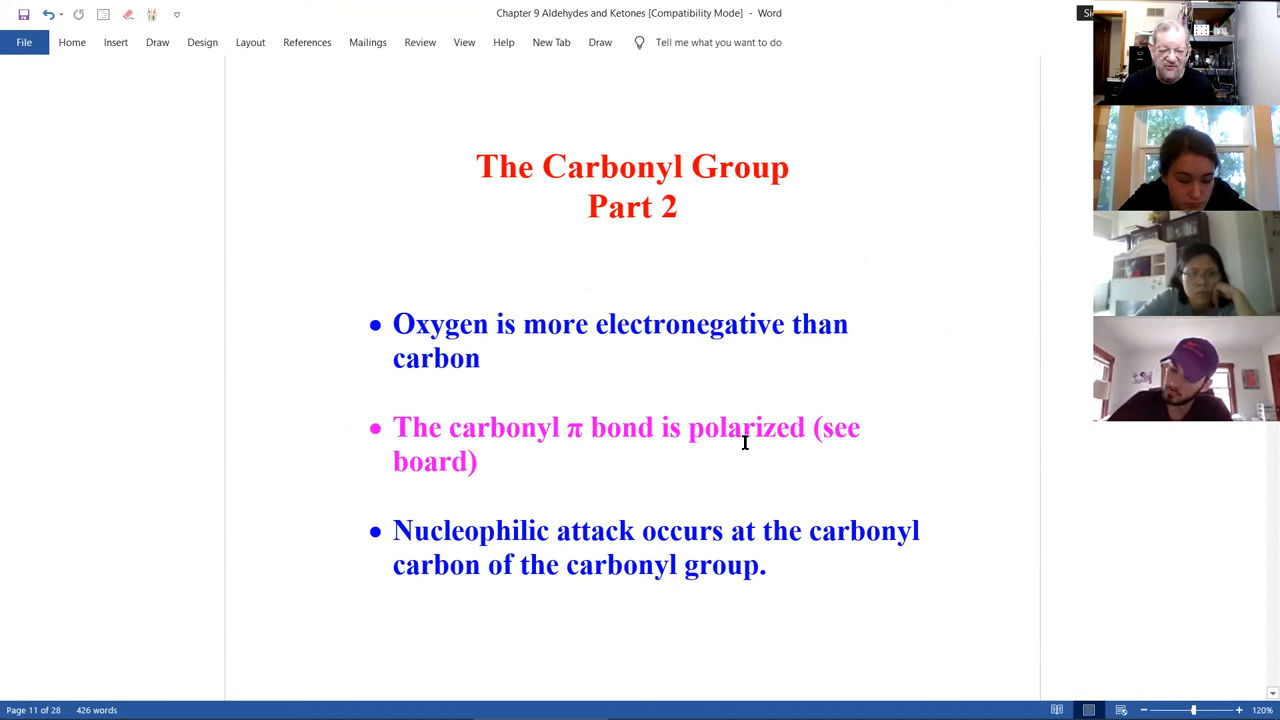 Chapter 9 Aldehydes and Ketones [Compatibility Mode] - Word
File Home Insert Draw Design Layout References Mailings Review View Help New Tab Draw Tell me what you want to do
The Carbonyl Group
Part 2
• Oxygen is more electronegative than
carbon
• The carbonyl π bond is polarized (see
board)
• Nucleophilic attack occurs at the carbonyl
carbon of the carbonyl group.
Page 11 of 28 426 words 120%